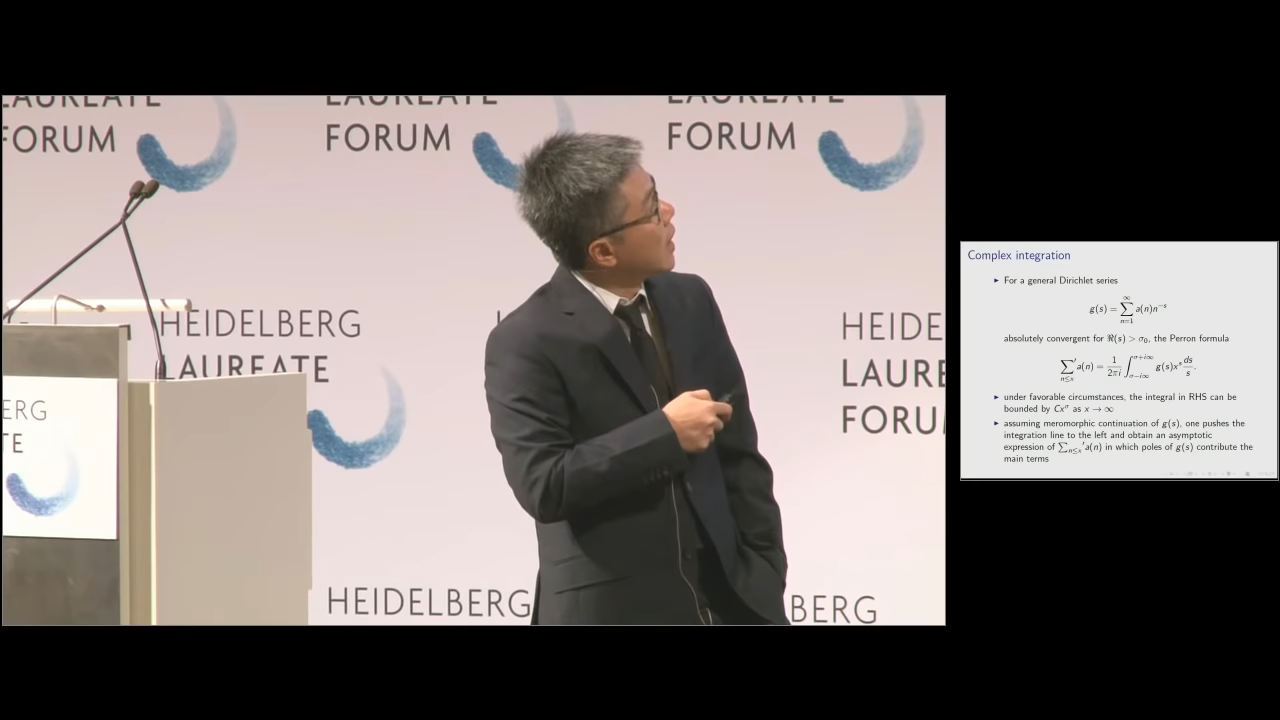 LAUREATE
FORUM
LAUREATE
FORUM
LAUREATE
FORUM
HEIDELBERG
LAUREATE
HEIDE
LAURE
FORU
ERG
TE
HEIDELBERG
BERG
Complex integration
▶ For a general Dirichlet series
g(s) = ∑_{n=1}^{∞} a(n)n^{-s}
absolutely convergent for ℜ(s) > σ₀, the Perron formula
∑'_{n≤x} a(n) = \frac{1}{2πi} ∫_{σ-i∞}^{σ+i∞} g(s)x^s \frac{ds}{s}.
▶ under favorable circumstances, the integral in RHS can be
bounded by Cx^σ as x → ∞
▶ assuming meromorphic continuation of g(s), one pushes the
integration line to the left and obtain an asymptotic
expression of ∑_{n≤x}'a(n) in which poles of g(s) contribute the
main terms